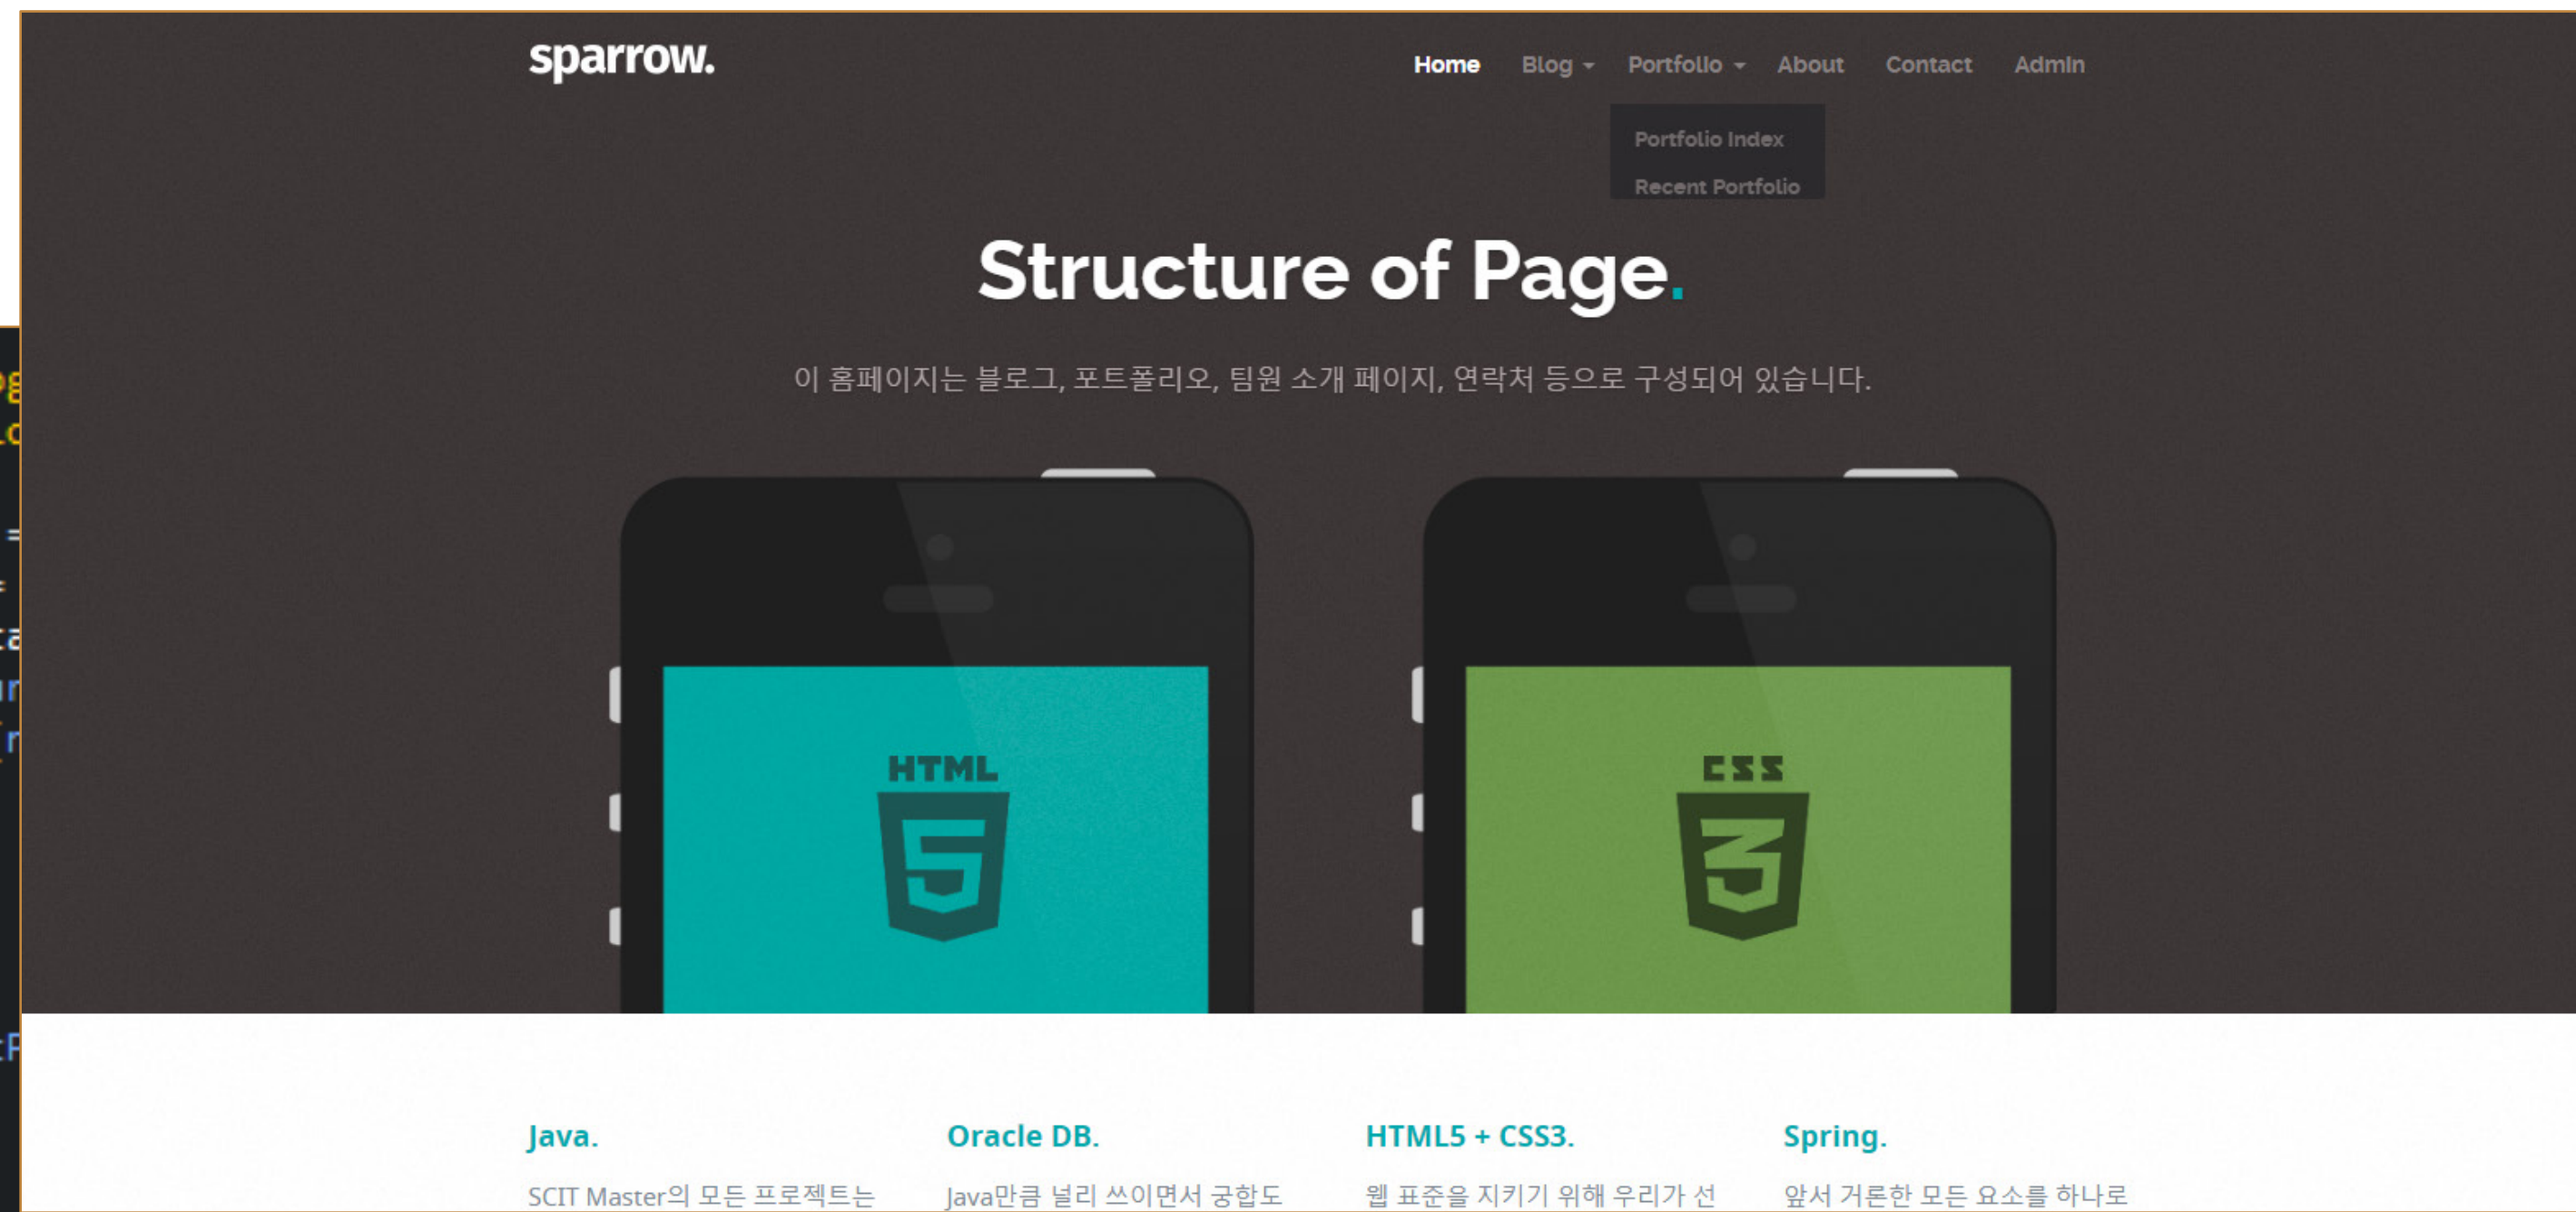 sparrow.
Home Blog Portfolio About Contact Admin
Portfolio Index
Recent Portfolio
Structure of Page.
이 홈페이지는 블로그, 포트폴리오, 팀원 소개 페이지, 연락처 등으로 구성되어 있습니다.
HTML
5
CSS
3
Java. Oracle DB. HTML5 + CSS3. Spring.
SCIT Master의 모든 프로젝트는 Java만큼 널리 쓰이면서 궁합도 웹 표준을 지키기 위해 우리가 선 앞서 거론한 모든 요소를 하나로